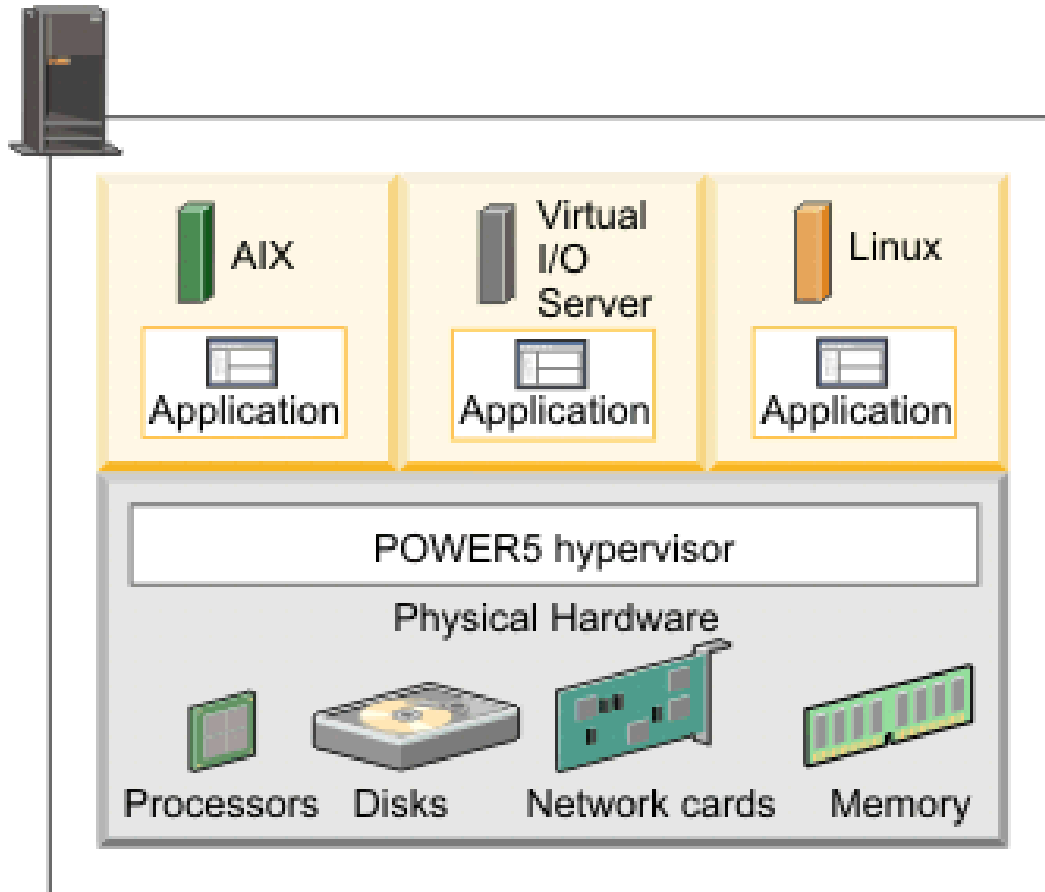 AIX
Virtual
I/O
Server
Linux
Application
Application
Application
POWER5 hypervisor
Physical Hardware
Processors
Disks
Network cards
Memory